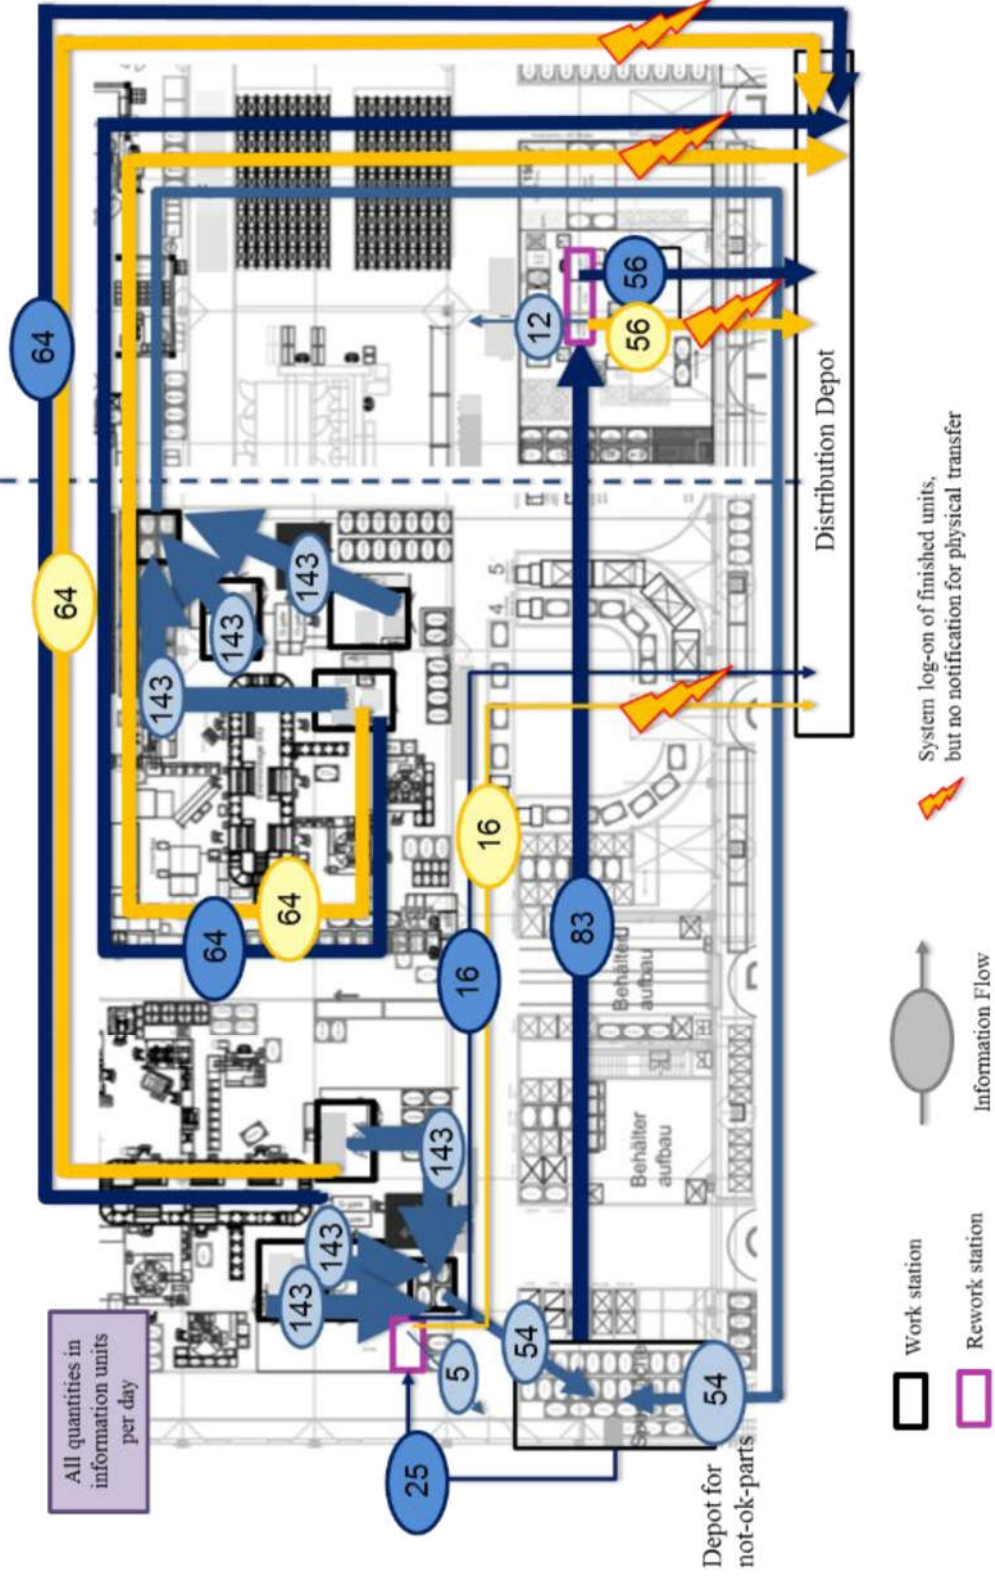 All quantities in
information units
per day
64
64
64
64
143
143
143
143
143
143
12
56
56
4
5
16
16
83
25
5
54
54
Behälter
aufbau
Behälter
aufbau
Depot for
not-ok-parts
Distribution Depot
Work station
Rework station
Information Flow
System log-on of finished units,
but no notification for physical transfer